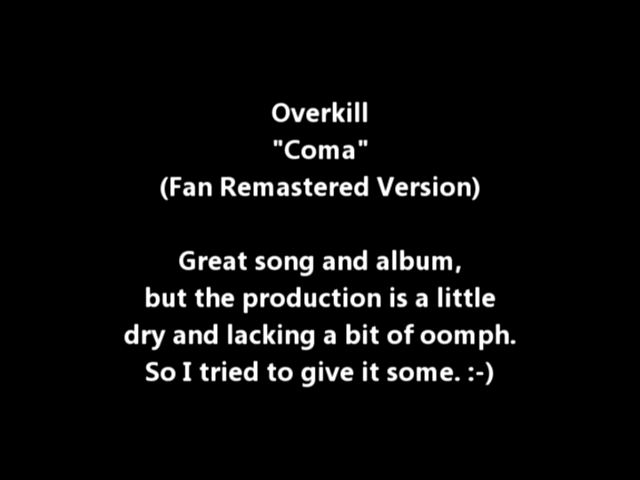 Overkill
"Coma"
(Fan Remastered Version)
Great song and album,
but the production is a little
dry and lacking a bit of oomph.
So I tried to give it some. :-)